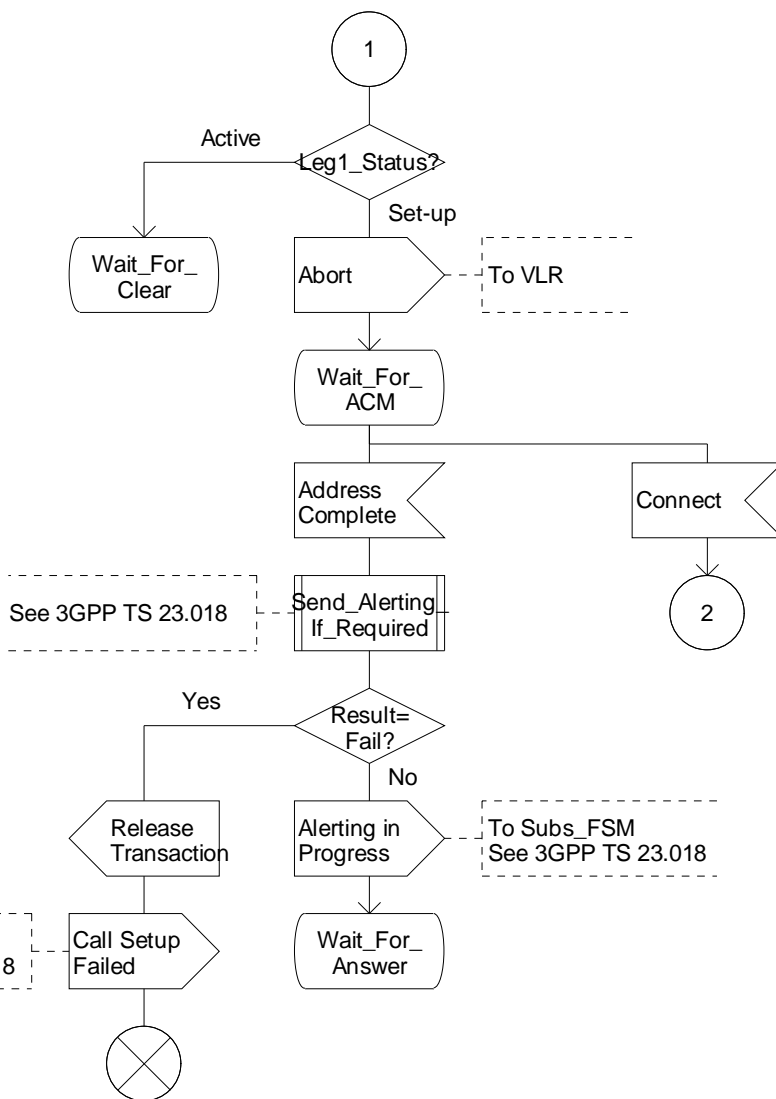 1
Active
Leg1_Status?
Set-up
Wait_For_
Clear
Abort
To VLR
Wait_For_
ACM
Address
Complete
Connect
See 3GPP TS 23.018
Send_Alerting_
If_Required
2
Yes
Result=
Fail?
No
Release
Transaction
Alerting in
Progress
To Subs_FSM
See 3GPP TS 23.018
8
Call Setup
Failed
Wait_For_
Answer